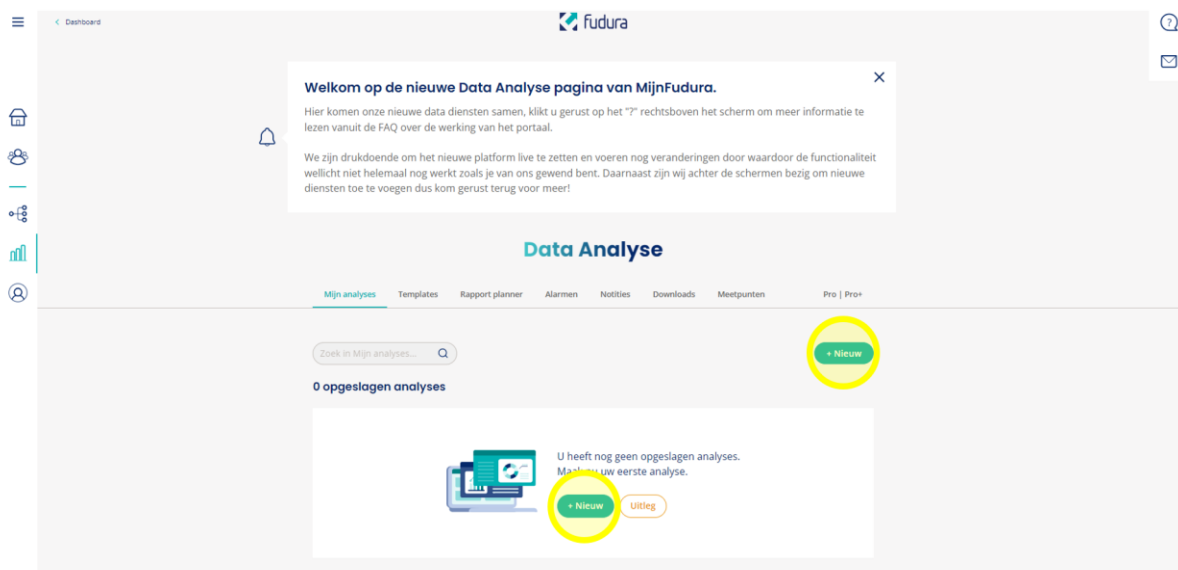 Dashboard
fudura
Welkom op de nieuwe Data Analyse pagina van MijnFudura.
Hier komen onze nieuwe data diensten samen, klikt u gerust op het "?" rechtsboven het scherm om meer informatie te
lezen vanuit de FAQ over de werking van het portaal.
We zijn drukdoende om het nieuwe platform live te zetten en voeren nog veranderingen door waardoor de functionaliteit
wellicht niet helemaal nog werkt zoals je van ons gewend bent. Daarnaast zijn wij achter de schermen bezig om nieuwe
diensten toe te voegen dus kom gerust terug voor meer!
Data Analyse
Mijn analyses Templates Rapport planner Alarmen Notities Downloads Meetpunten Pro | Pro+
Zoek in Mijn analyses...
+ Nieuw
0 opgeslagen analyses
U heeft nog geen opgeslagen analyses.
uw eerste analyse.
+ Nieuw Uitleg